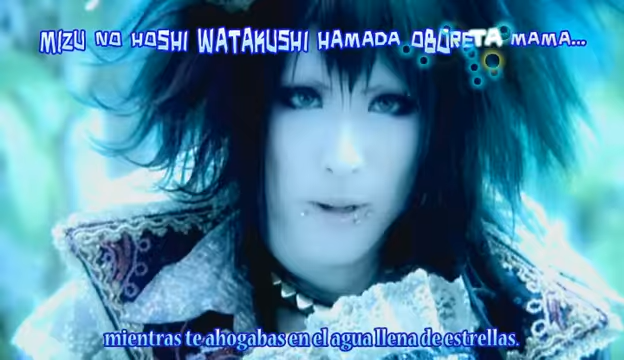 MIZU NO HOSHI WATAKUSHI HAMADA OBORETA MAMA...
mientras te ahogabas en el agua llena de estrellas.